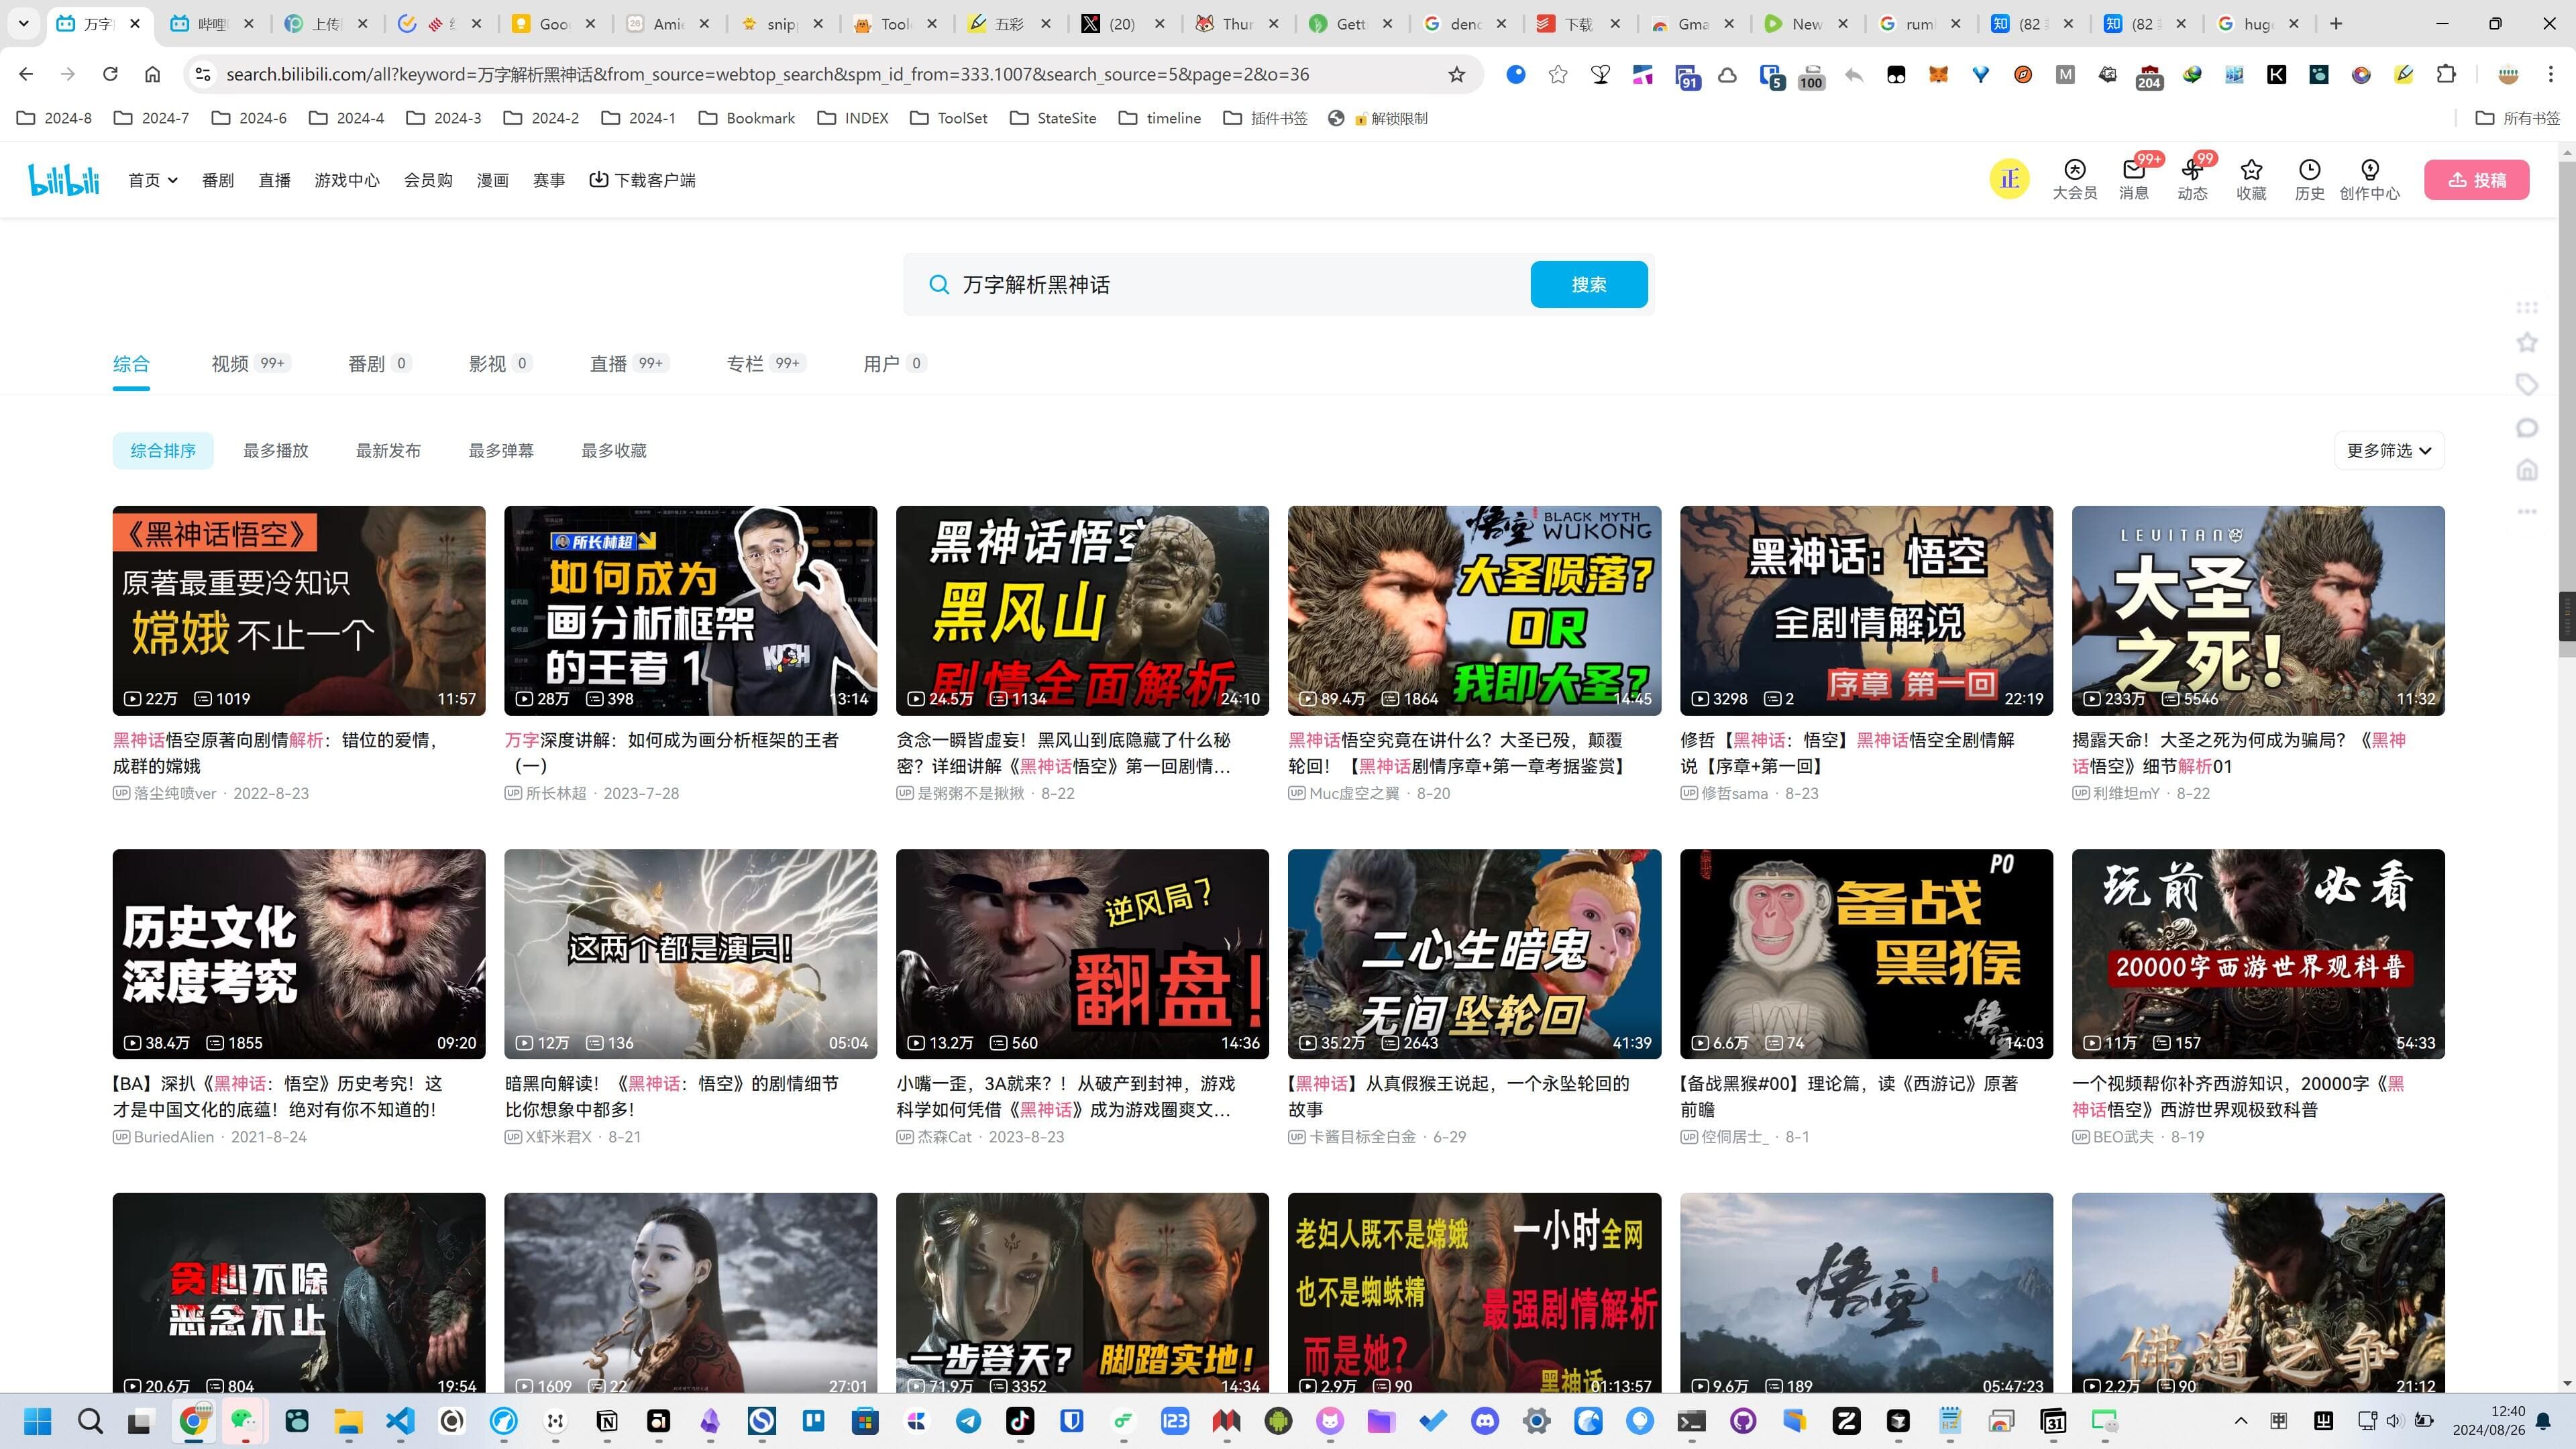 万字
哔哩
上传
Goo
Amie
snip
Tool
五彩
(20)
Thur
Gett
denc
下载
Gma
New
rum
(82
(82
hug
search.bilibili.com/all?keyword=万字解析黑神话&from_source=webtop_search&spm_id_from=333.1007&search_source=5&page=2&o=36
91
5
100
204
2024-8
2024-7
2024-6
2024-4
2024-3
2024-2
2024-1
Bookmark
INDEX
ToolSet
StateSite
timeline
插件书签
解锁限制
所有书签
bilibili
首页
番剧
直播
游戏中心
会员购
漫画
赛事
下载客户端
正
大会员
99+
消息
99
动态
收藏
历史
创作中心
投稿
万字解析黑神话
搜索
综合
视频 99+
番剧 0
影视 0
直播 99+
专栏 99+
用户 0
综合排序
最多播放
最新发布
最多弹幕
最多收藏
更多筛选
《黑神话悟空》
原著最重要冷知识
嫦娥不止一个
22万 1019 11:57
黑神话悟空原著向剧情解析：错位的爱情，
成群的嫦娥
落尘纯喷ver · 2022-8-23
所长林超
如何成为
画分析框架
的王者 1
28万 398 13:14
万字深度讲解：如何成为画分析框架的王者
（一）
所长林超 · 2023-7-28
黑神话悟空
黑风山
剧情全面解析
24.5万 1134 24:10
贪念一瞬皆虚妄！黑风山到底隐藏了什么秘
密？详细讲解《黑神话悟空》第一回剧情...
是粥粥不是揪揪 · 8-22
悟空 BLACK MYTH
WUKONG
大圣陨落?
OR
我即大圣?
89.4万 1864 14:45
黑神话悟空究竟在讲什么？大圣已殁，颠覆
轮回！【黑神话剧情序章+第一章考据鉴赏】
Muc虚空之翼 · 8-20
黑神话：悟空
全剧情解说
序章 第一回
3298 2 22:19
修哲【黑神话：悟空】黑神话悟空全剧情解
说【序章+第一回】
修哲sama · 8-23
LEUITAN
大圣
之死！
233万 5546 11:32
揭露天命！大圣之死为何成为骗局？《黑神
话悟空》细节解析01
利维坦mY · 8-22
历史文化
深度考究
38.4万 1855 09:20
【BA】深扒《黑神话：悟空》历史考究！这
才是中国文化的底蕴！绝对有你不知道的！
BuriedAlien · 2021-8-24
这两个都是演员！
12万 136 05:04
暗黑向解读！《黑神话：悟空》的剧情细节
比你想象中都多！
X虾米君X · 8-21
逆风局？
翻盘！
13.2万 560 14:36
小嘴一歪，3A就来？！从破产到封神，游戏
科学如何凭借《黑神话》成为游戏圈爽文...
杰森Cat · 2023-8-23
二心生暗鬼
无间坠轮回
35.2万 2643 41:39
【黑神话】从真假猴王说起，一个永坠轮回的
故事
卡酱目标全白金 · 6-29
P0
备战
黑猴
悟空
6.6万 74 14:03
【备战黑猴#00】理论篇，读《西游记》原著
前瞻
倥侗居士_ · 8-1
玩前必看
20000字西游世界观科普
11万 157 54:33
一个视频帮你补齐西游知识，20000字《黑
神话悟空》西游世界观极致科普
BEO武夫 · 8-19
贪心不除
恶念不止
20.6万 804 19:54
1609 22 27:01
一步登天？ 脚踏实地！
71.9万 3352 14:34
老妇人既不是嫦娥 一小时全网
也不是蜘蛛精
最强剧情解析
而是她?
黑神话
2.9万 90 01:13:57
悟空
9.6万 189 05:47:23
佛道之争
2.2万 90 21:12
123
31
12:40
2024/08/26